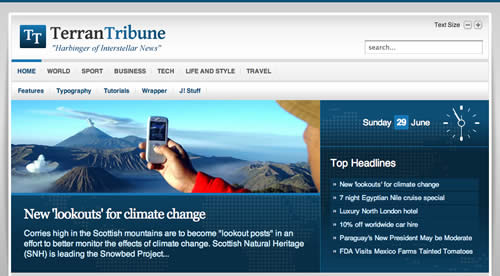 Text Size
TT
TerranTribune
"Harbinger of Interstellar News"
search...
HOME WORLD SPORT BUSINESS TECH LIFE AND STYLE TRAVEL
Features Typography Tutorials Wrapper J! Stuff
Sunday 29 June
New 'lookouts' for climate change
Corries high in the Scottish mountains are to become "lookout posts" in an
effort to better monitor the effects of climate change. Scottish Natural Heritage
(SNH) is leading the Snowbed Project...
Top Headlines
» New 'lookouts' for climate change
» 7 night Egyptian Nile cruise special
» Luxury North London hotel
» 10% off worldwide car hire
» Paraguay's New President May be Moderate
» FDA Visits Mexico Farms Tainted Tomatoes